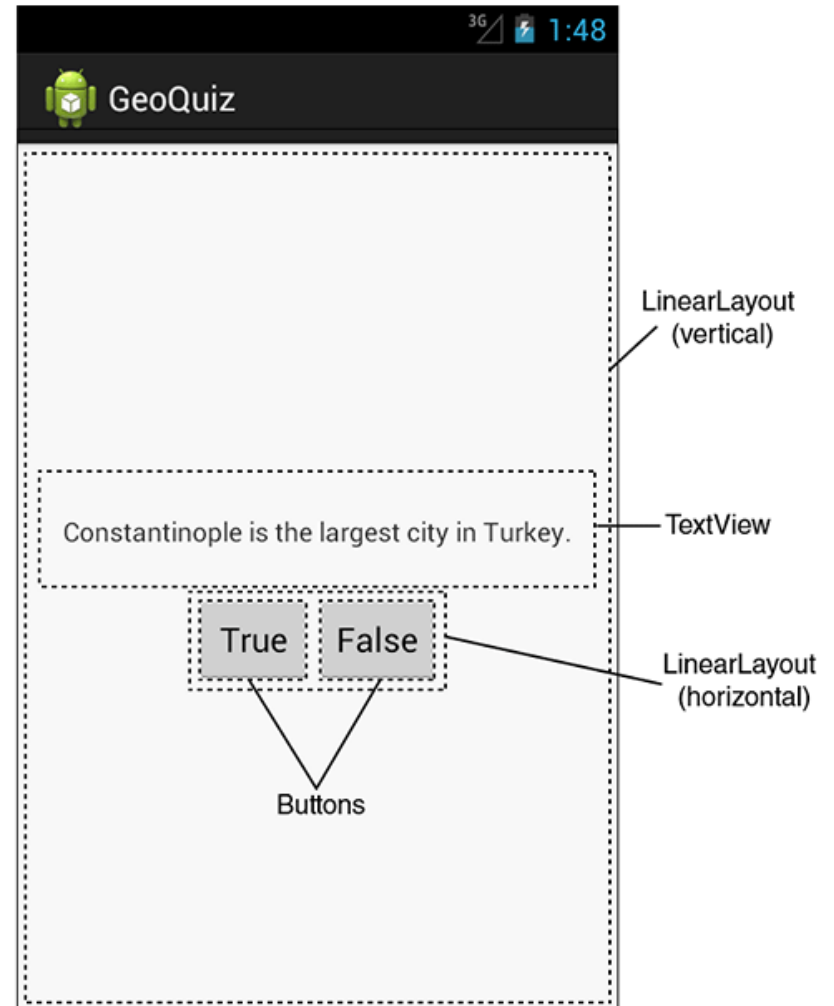 3G 1:48
GeoQuiz
LinearLayout
(vertical)
Constantinople is the largest city in Turkey.
TextView
True False
LinearLayout
(horizontal)
Buttons